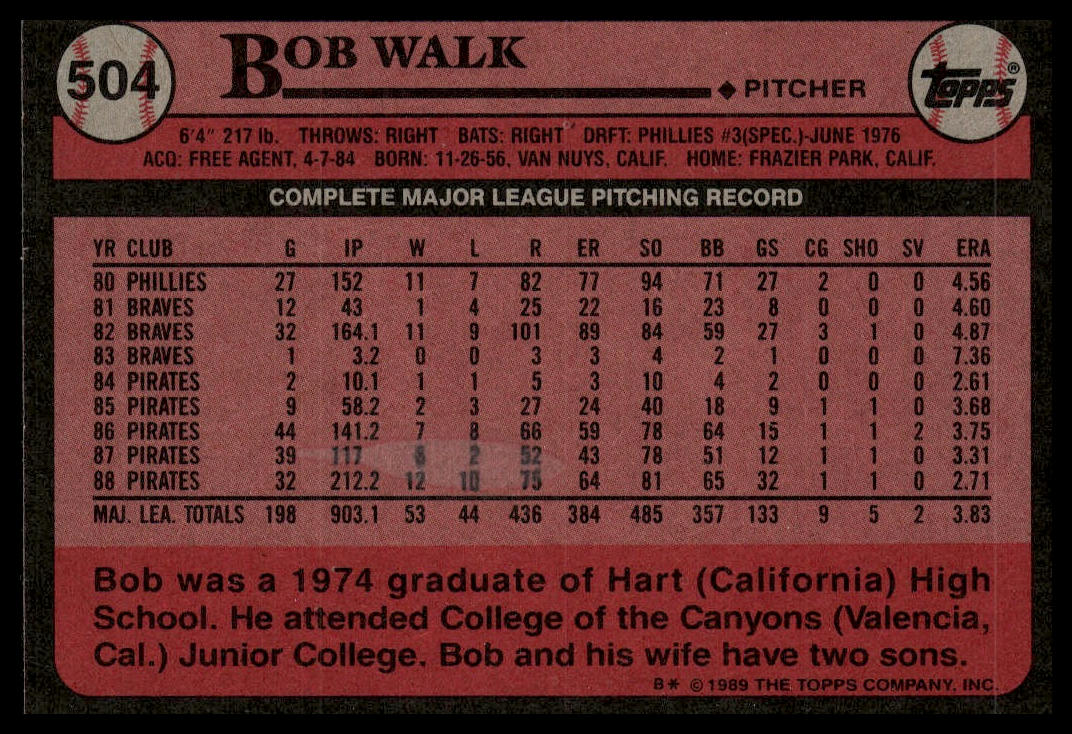 504
BOB WALK
◆ PITCHER
TOPPS®
6'4" 217 lb. THROWS: RIGHT BATS: RIGHT DRFT: PHILLIES #3(SPEC.)-JUNE 1976
ACQ: FREE AGENT, 4-7-84 BORN: 11-26-56, VAN NUYS, CALIF. HOME: FRAZIER PARK, CALIF.
COMPLETE MAJOR LEAGUE PITCHING RECORD
YR CLUB G IP W L R ER SO BB GS CG SHO SV ERA
80 PHILLIES 27 152 11 7 82 77 94 71 27 2 0 0 4.56
81 BRAVES 12 43 1 4 25 22 16 23 8 0 0 0 4.60
82 BRAVES 32 164.1 11 9 101 89 84 59 27 3 1 0 4.87
83 BRAVES 1 3.2 0 0 3 3 4 2 1 0 0 0 7.36
84 PIRATES 2 10.1 1 1 5 3 10 4 2 0 0 0 2.61
85 PIRATES 9 58.2 2 3 27 24 40 18 9 1 1 0 3.68
86 PIRATES 44 141.2 7 8 66 59 78 64 15 1 1 2 3.75
87 PIRATES 39 117 8 2 52 43 78 51 12 1 1 0 3.31
88 PIRATES 32 212.2 12 10 75 64 81 65 32 1 1 0 2.71
MAJ. LEA. TOTALS 198 903.1 53 44 436 384 485 357 133 9 5 2 3.83
Bob was a 1974 graduate of Hart (California) High
School. He attended College of the Canyons (Valencia,
Cal.) Junior College. Bob and his wife have two sons.
B* © 1989 THE TOPPS COMPANY, INC.